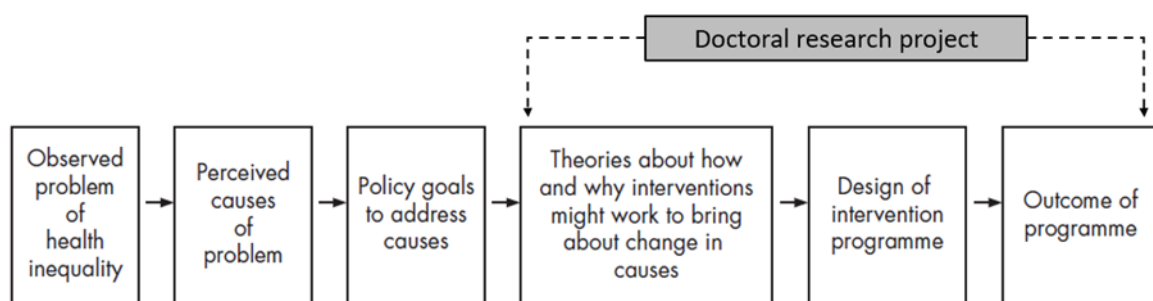 Doctoral research project
Observed
problem
of
health
inequality
Perceived
causes
of
problem
Policy goals
to address
causes
Theories about how
and why interventions
might work to bring
about change in
causes
Design of
intervention
programme
Outcome of
programme